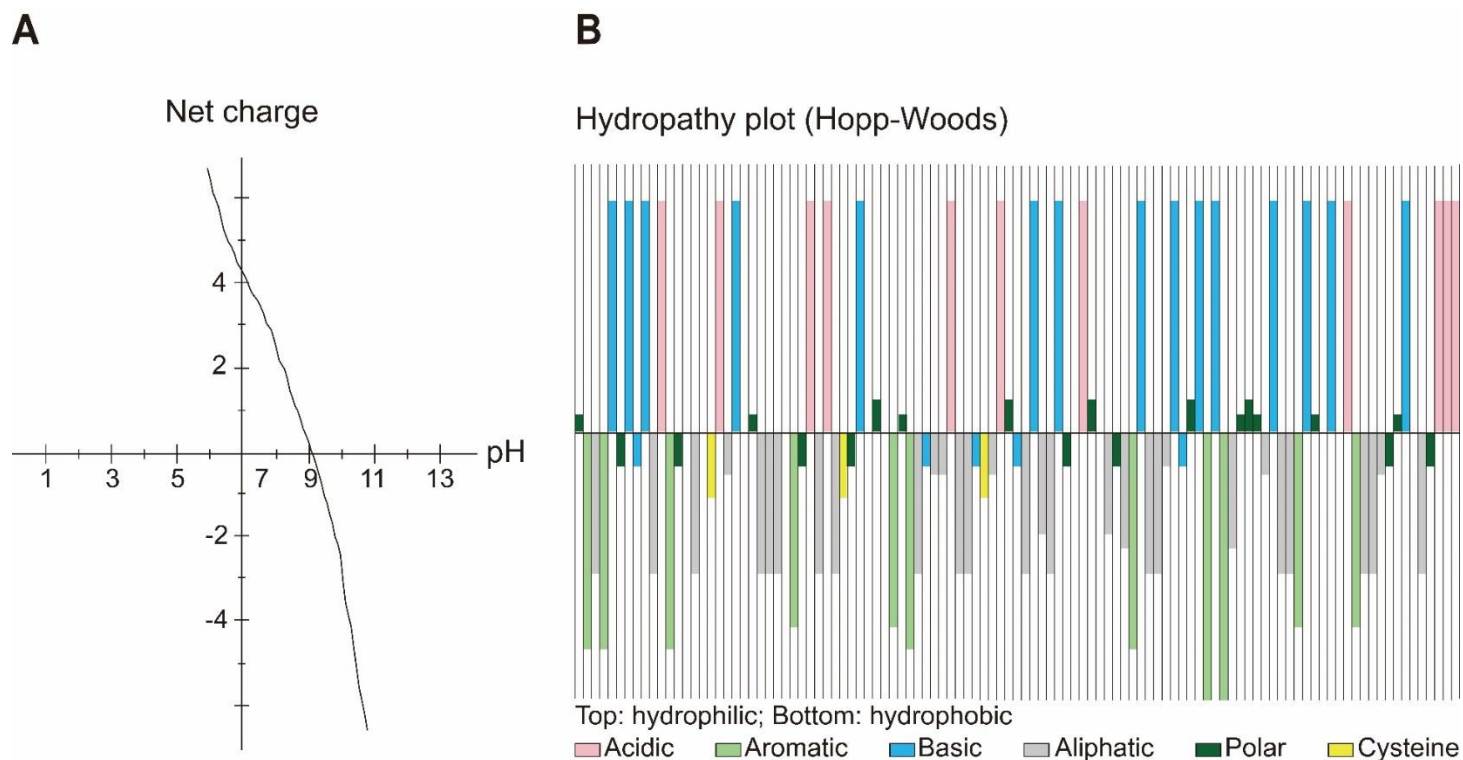 A
Net charge
4
2
pH
1 3 5 7 9 11 13
-2
-4
B
Hydropathy plot (Hopp-Woods)
Top: hydrophilic; Bottom: hydrophobic
Acidic Aromatic Basic Aliphatic Polar Cysteine